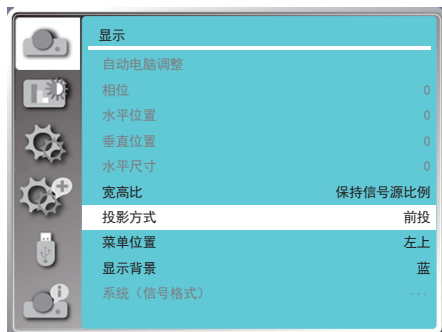 显示
自动电脑调整
相位 0
水平位置 0
垂直位置 0
水平尺寸 0
宽高比 保持信号源比例
投影方式 前投
菜单位置 左上
显示背景 蓝
系统（信号格式） ---